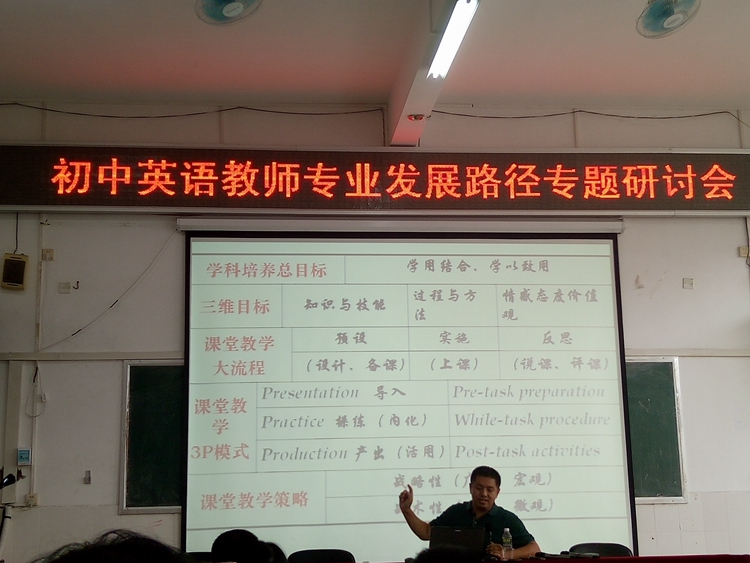 初中英语教师专业发展路径专题研讨会
学科培养总目标 学用结合、学以致用
三维目标 知识与技能 过程与方法 情感态度价值观
课堂教学大流程 预设 实施 反思
（设计、备课） （上课） （说课、评课）
课堂教学3P模式 Presentation 导入 Pre-task preparation
Practice 操练（内化） While-task procedure
Production 产出（活用） Post-task activities
课堂教学策略 战略性（ 宏观）
术性 微观）